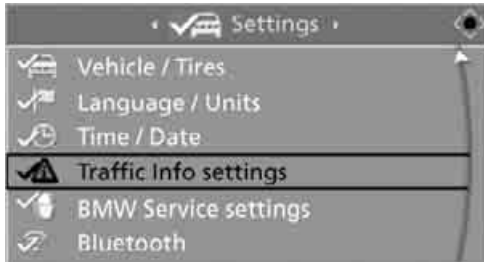 Settings
Vehicle / Tires
Language / Units
Time / Date
Traffic Info settings
BMW Service settings
Bluetooth